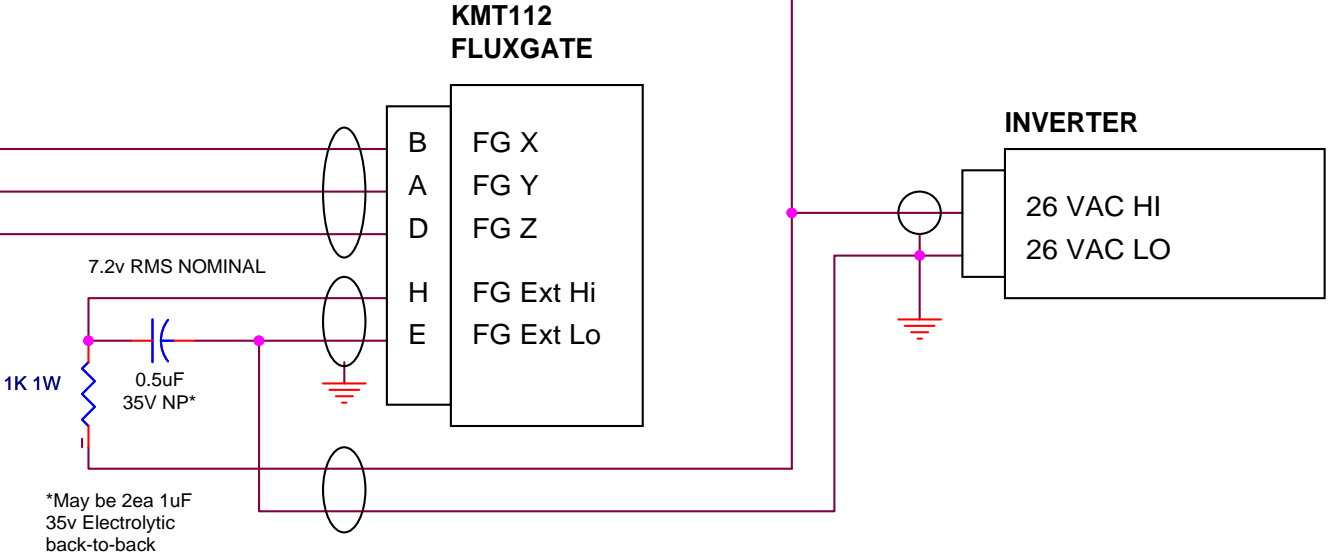 KMT112
FLUXGATE
INVERTER
B FG X
A FG Y
D FG Z
26 VAC HI
26 VAC LO
7.2v RMS NOMINAL
H FG Ext Hi
E FG Ext Lo
1K 1W
0.5uF
35V NP*
*May be 2ea 1uF
35v Electrolytic
back-to-back